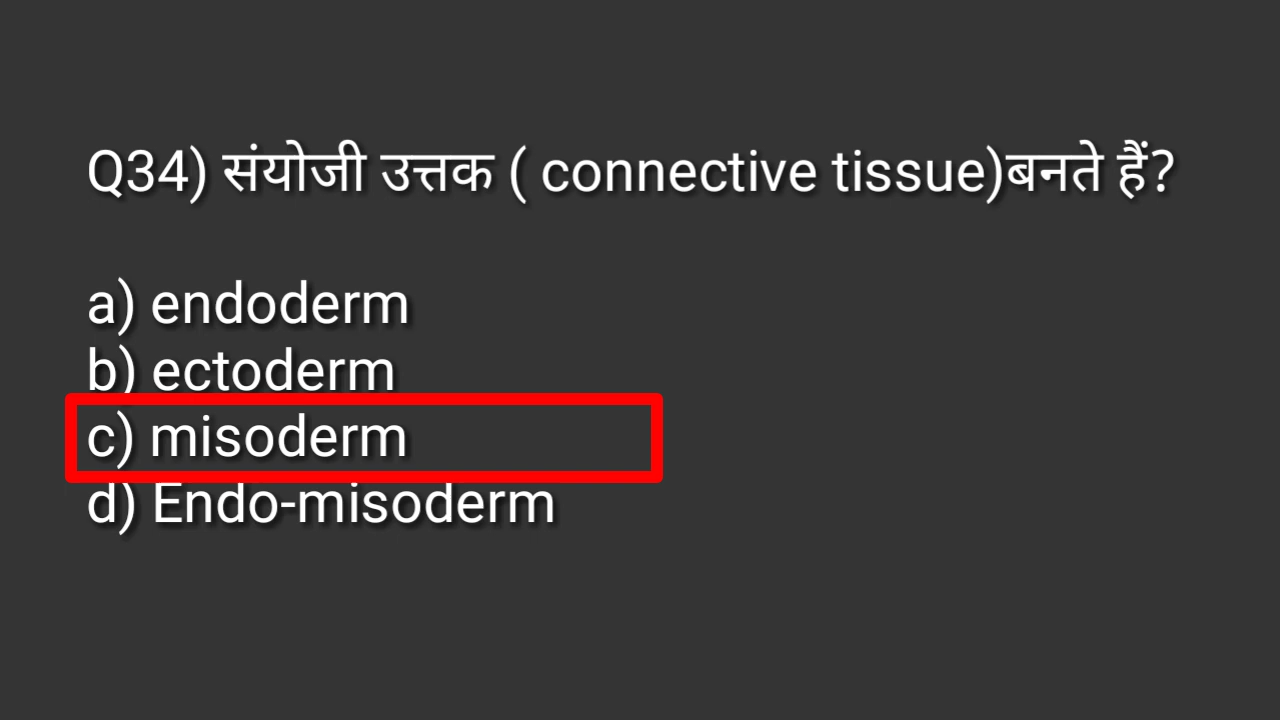 Q34) संयोजी उत्तक ( connective tissue)बनते हैं?
a) endoderm
b) ectoderm
c) misoderm
d) Endo-misoderm